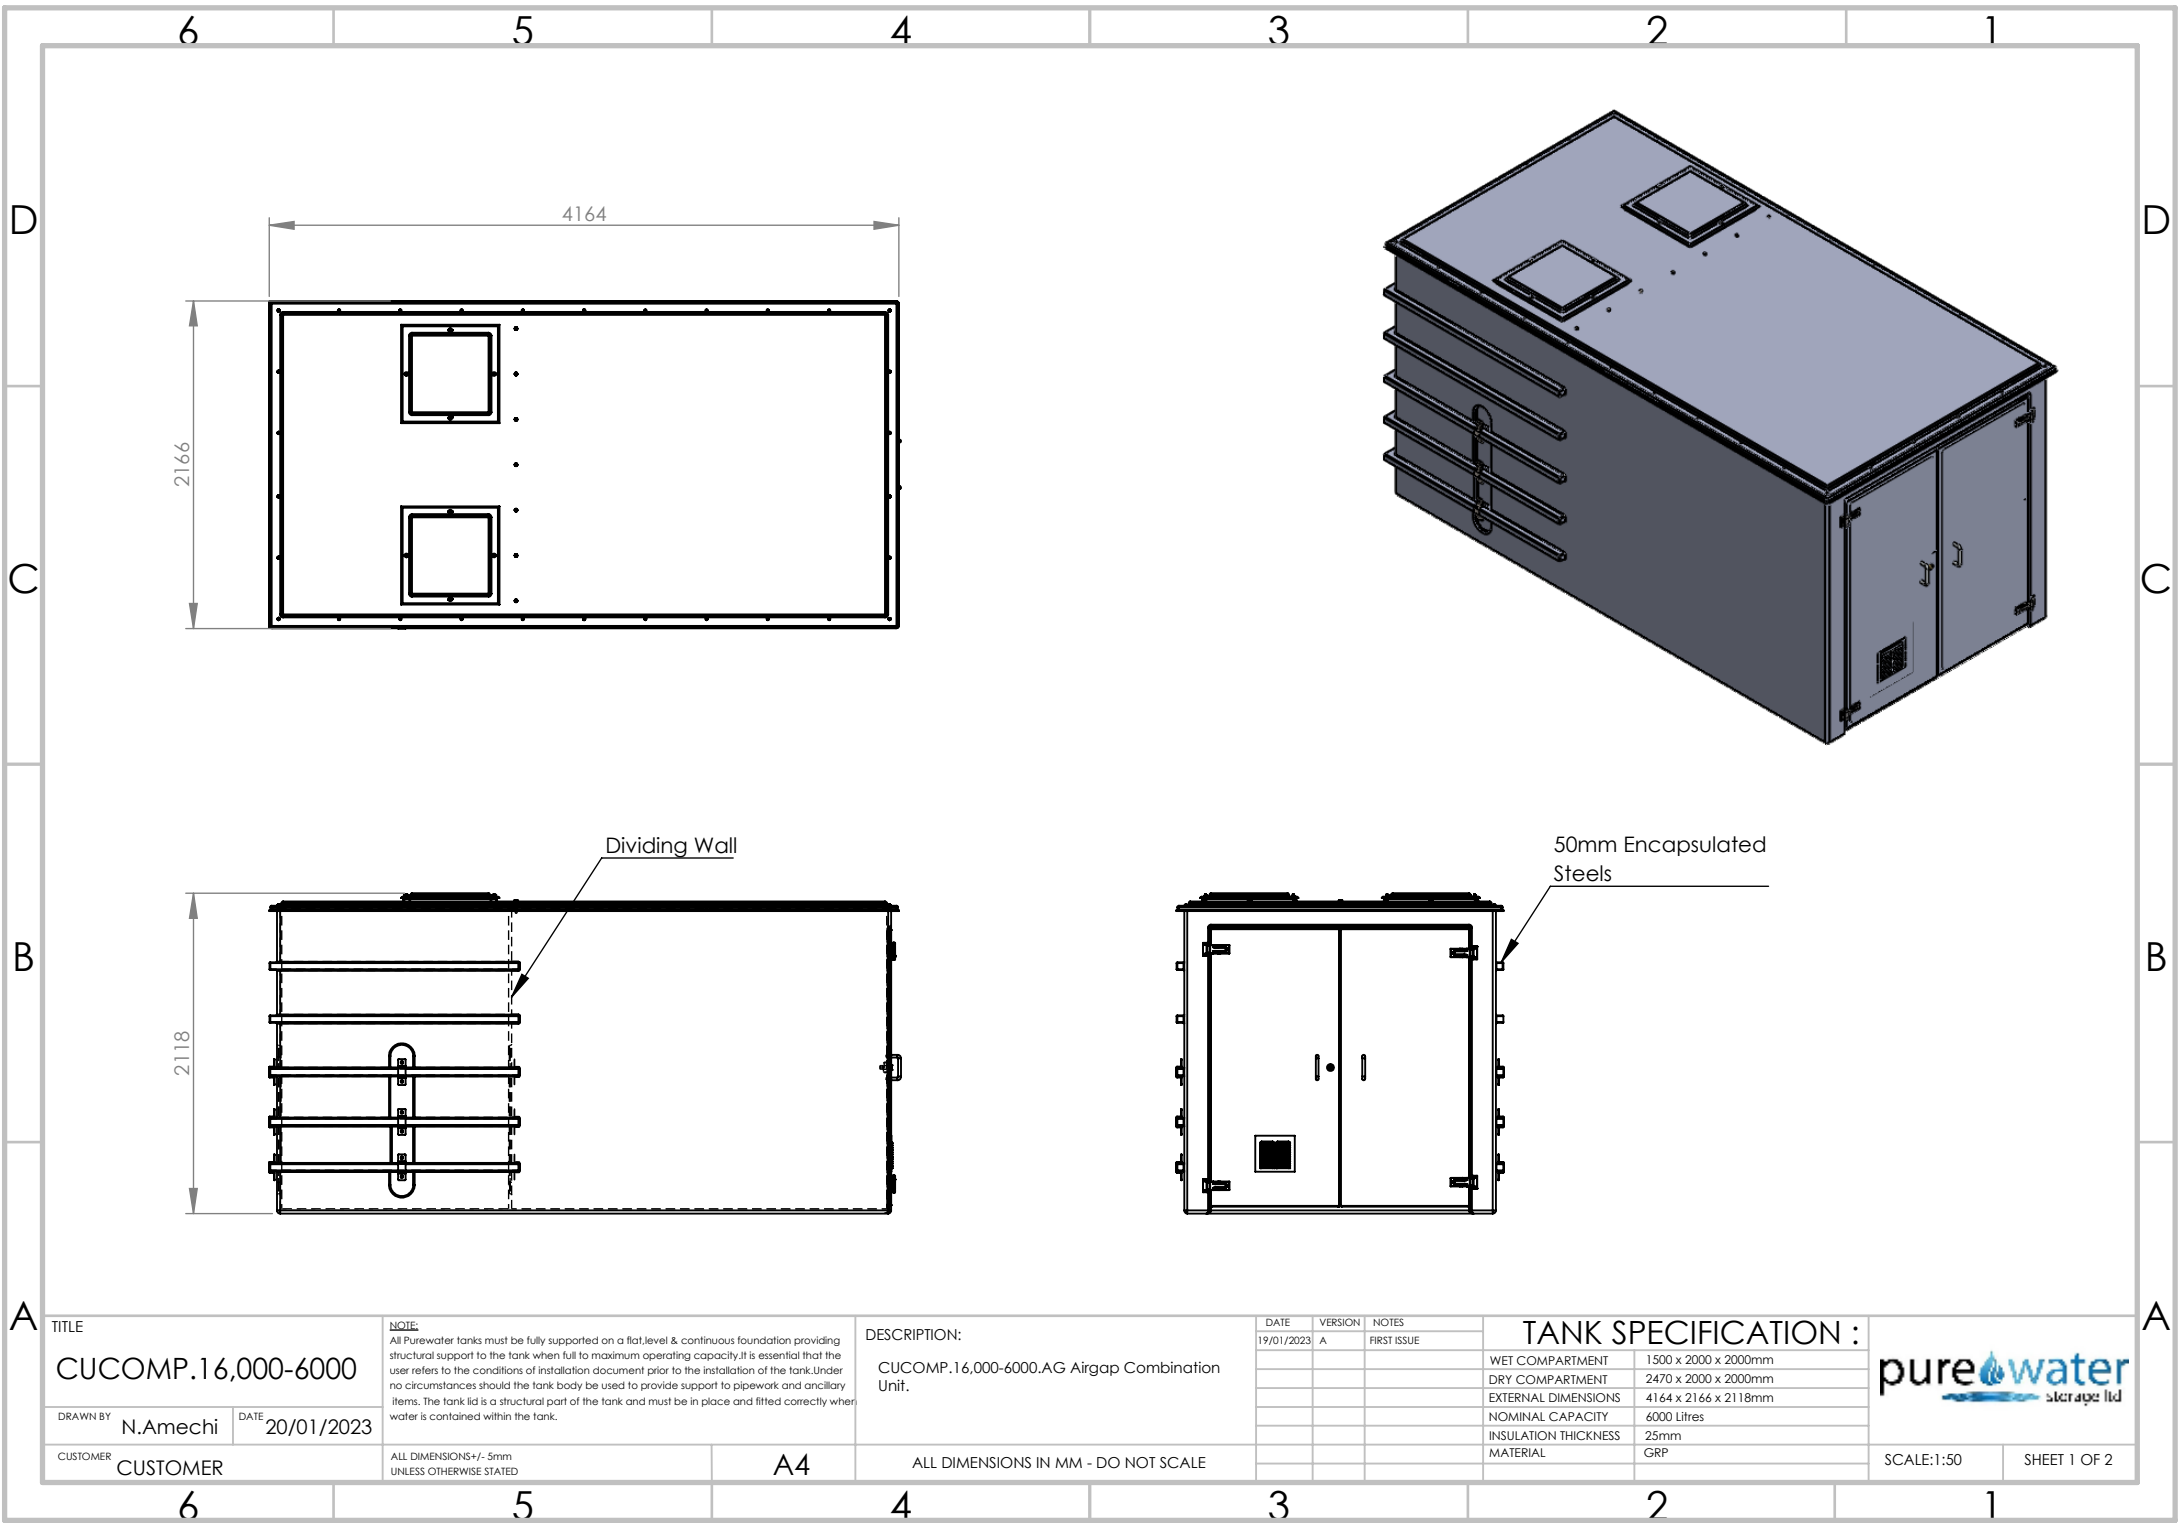 6 5 4 3 2 1
D D
4164
2166
C C
Dividing Wall
50mm Encapsulated
Steels
B B
2118
A A
TITLE
CUCOMP.16,000-6000
DRAWN BY N.Amechi DATE 20/01/2023
CUSTOMER CUSTOMER
NOTE:
All Purewater tanks must be fully supported on a flat,level & continuous foundation providing
structural support to the tank when full to maximum operating capacity.It is essential that the
user refers to the conditions of installation document prior to the installation of the tank.Under
no circumstances should the tank body be used to provide support to pipework and ancillary
items. The tank lid is a structural part of the tank and must be in place and fitted correctly when
water is contained within the tank.
ALL DIMENSIONS+/- 5mm
UNLESS OTHERWISE STATED
A4
DESCRIPTION:
CUCOMP.16,000-6000.AG Airgap Combination
Unit.
ALL DIMENSIONS IN MM - DO NOT SCALE
DATE VERSION NOTES
19/01/2023 A FIRST ISSUE
TANK SPECIFICATION :
WET COMPARTMENT 1500 x 2000 x 2000mm
DRY COMPARTMENT 2470 x 2000 x 2000mm
EXTERNAL DIMENSIONS 4164 x 2166 x 2118mm
NOMINAL CAPACITY 6000 Litres
INSULATION THICKNESS 25mm
MATERIAL GRP
pure water
storage ltd
SCALE:1:50 SHEET 1 OF 2
6 5 4 3 2 1